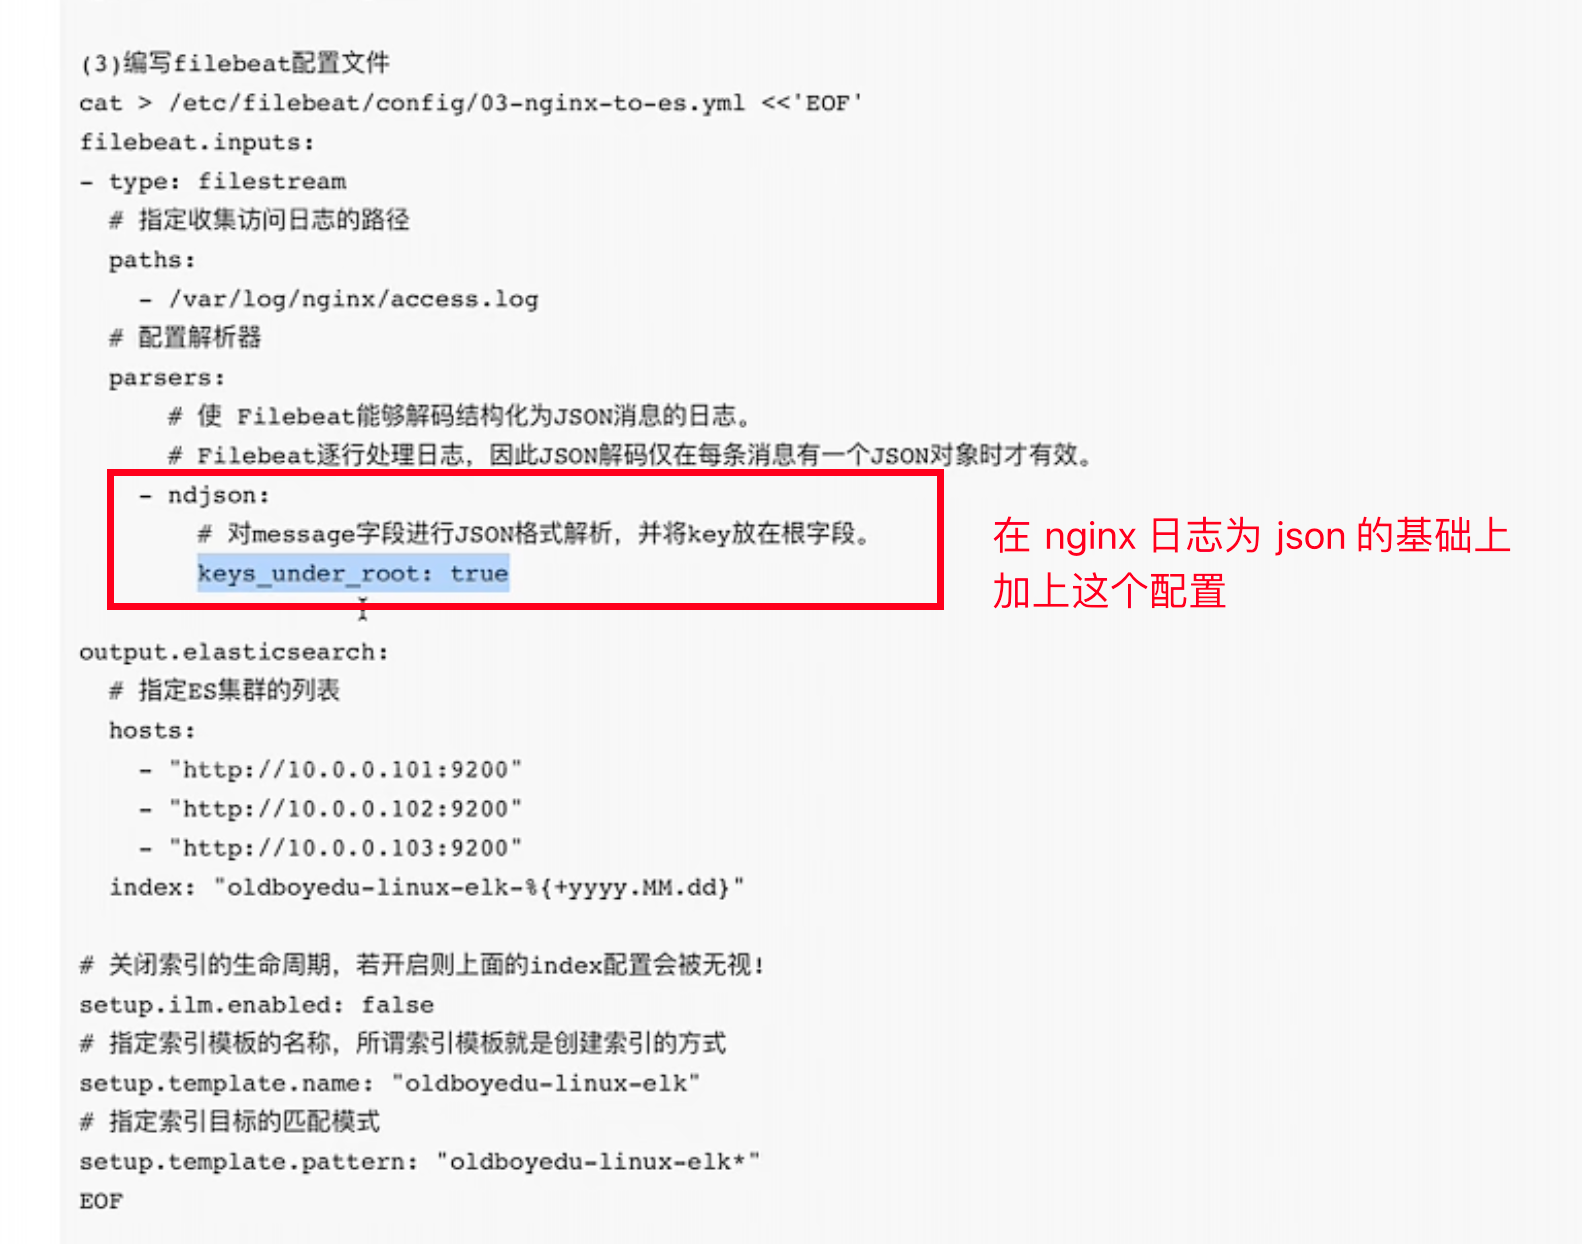 (3)编写filebeat配置文件
cat > /etc/filebeat/config/03-nginx-to-es.yml <<'EOF'
filebeat.inputs:
- type: filestream
  # 指定收集访问日志的路径
  paths:
    - /var/log/nginx/access.log
  # 配置解析器
  parsers:
      # 使 Filebeat能够解码结构化为JSON消息的日志。
      # Filebeat逐行处理日志，因此JSON解码仅在每条消息有一个JSON对象时才有效。
    - ndjson:
        # 对message字段进行JSON格式解析，并将key放在根字段。
        keys_under_root: true
在 nginx 日志为 json 的基础上
加上这个配置
output.elasticsearch:
  # 指定ES集群的列表
  hosts:
    - "http://10.0.0.101:9200"
    - "http://10.0.0.102:9200"
    - "http://10.0.0.103:9200"
  index: "oldboyedu-linux-elk-%{+yyyy.MM.dd}"
# 关闭索引的生命周期，若开启则上面的index配置会被无视!
setup.ilm.enabled: false
# 指定索引模板的名称，所谓索引模板就是创建索引的方式
setup.template.name: "oldboyedu-linux-elk"
# 指定索引目标的匹配模式
setup.template.pattern: "oldboyedu-linux-elk*"
EOF